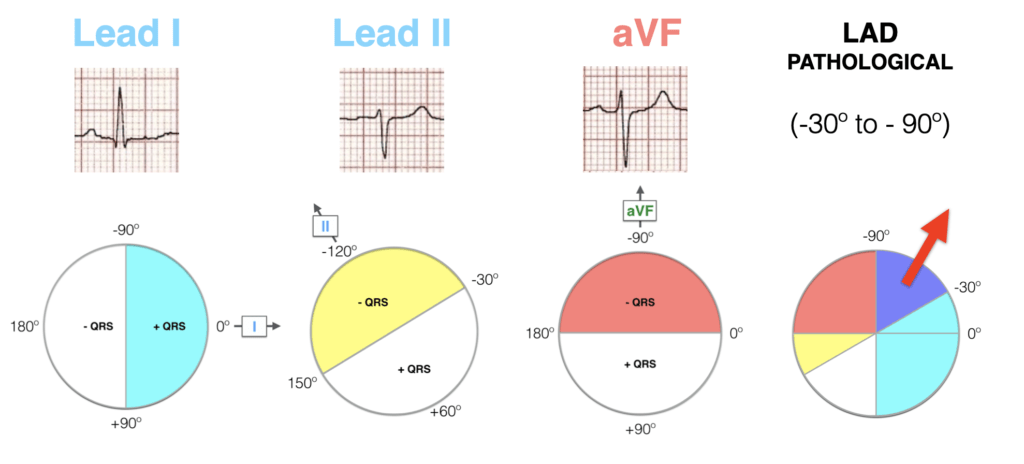 Lead I
Lead II
aVF
LAD
PATHOLOGICAL
(-30º to - 90º)
-90º
180º
- QRS
+ QRS
0º
I
+90º
II
-120º
-30º
- QRS
+ QRS
150º
+60º
aVF
-90º
- QRS
180º
0º
+ QRS
+90º
-90º
-30º
0º